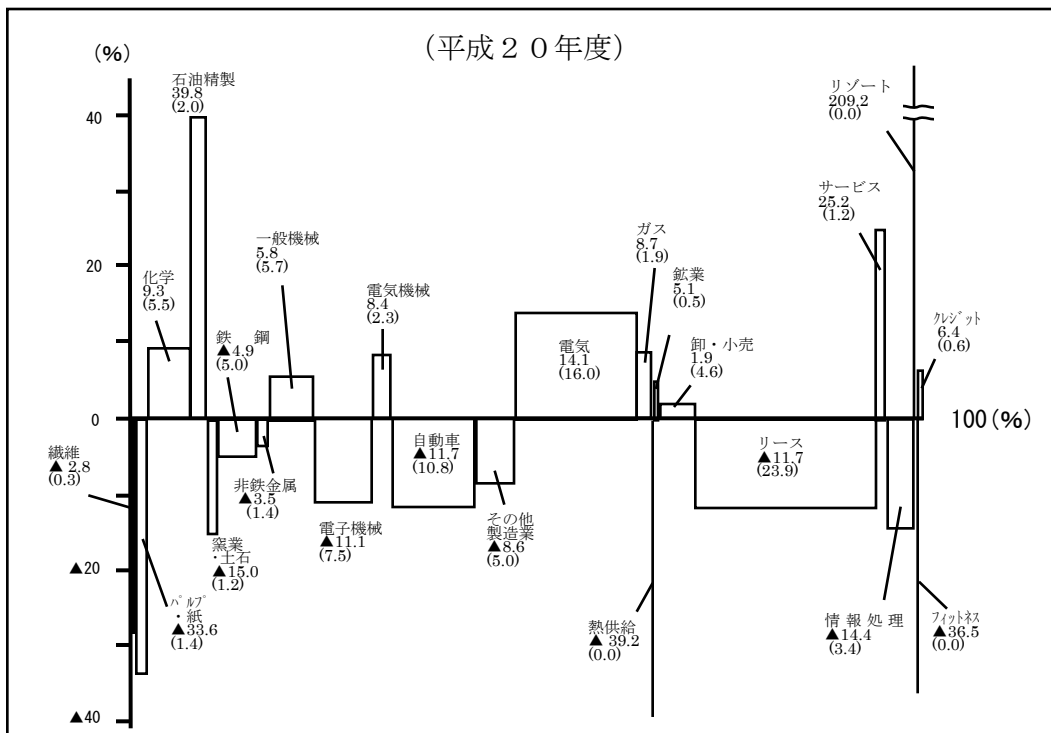 (平成２０年度)
(%)
40
20
0
▲20
▲40
100(%)
繊維
▲2.8
(0.3)
ﾊﾟﾙﾌﾟ
・紙
▲33.6
(1.4)
化学
9.3
(5.5)
石油精製
39.8
(2.0)
窯業
・土石
▲15.0
(1.2)
鉄　鋼
▲4.9
(5.0)
非鉄金属
▲3.5
(1.4)
一般機械
5.8
(5.7)
電子機械
▲11.1
(7.5)
電気機械
8.4
(2.3)
自動車
▲11.7
(10.8)
その他
製造業
▲8.6
(5.0)
電気
14.1
(16.0)
ガス
8.7
(1.9)
熱供給
▲39.2
(0.0)
鉱業
5.1
(0.5)
卸・小売
1.9
(4.6)
リース
▲11.7
(23.9)
サービス
25.2
(1.2)
情報処理
▲14.4
(3.4)
リゾート
209.2
(0.0)
ﾌｨｯﾄﾈｽ
▲36.5
(0.0)
ｸﾚｼﾞｯﾄ
6.4
(0.6)